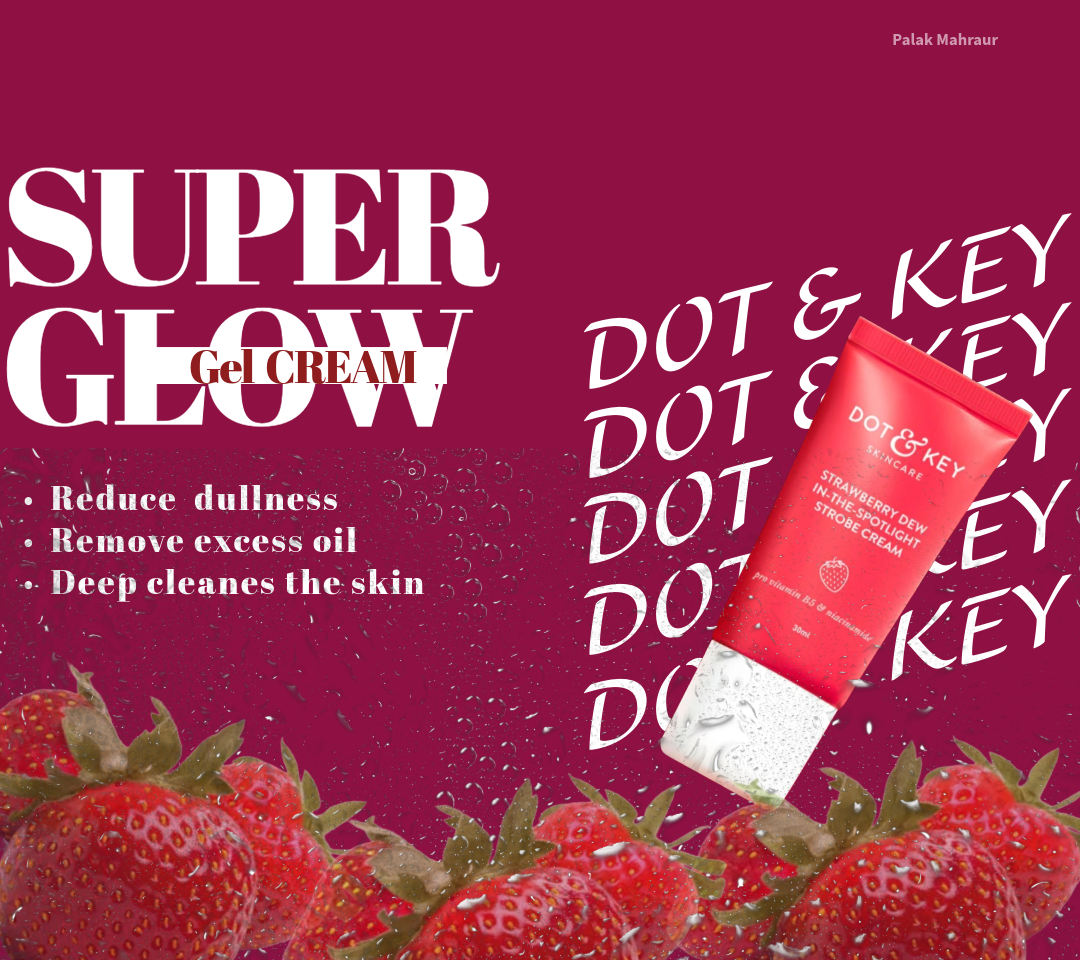 Palak Mahraur
SUPER
GLOW
Gel CREAM
• Reduce dullness
• Remove excess oil
• Deep cleanes the skin
DOT & KEY
DOT & KEY
DOT KEY
DOT KEY
DO KEY
DOT & KEY
SKINCARE
STRAWBERRY DEW
IN-THE-SPOTLIGHT
STROBE CREAM
pro vitamin B5 & niacinamide
30ml